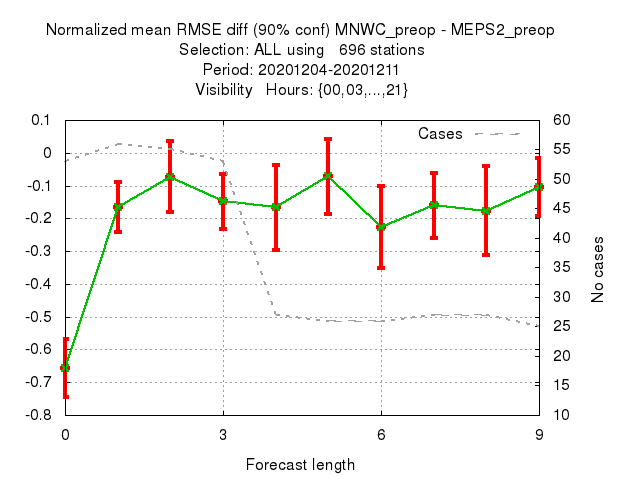 Normalized mean RMSE diff (90% conf) MNWC_preop - MEPS2_preop
Selection: ALL using 696 stations
Period: 20201204-20201211
Visibility Hours: {00,03,...,21}
Cases
0.1
0
-0.1
-0.2
-0.3
-0.4
-0.5
-0.6
-0.7
-0.8
60
55
50
45
40
35
30
25
20
15
10
No cases
0 3 6 9
Forecast length